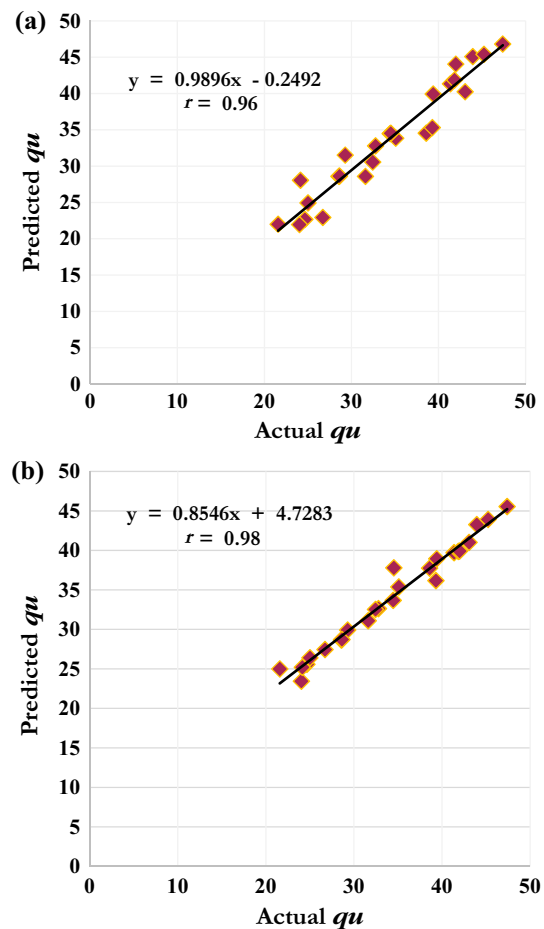 (a)
50
45
40
35
30
25
20
15
10
5
0
y = 0.9896x - 0.2492
r = 0.96
Predicted qu
0 10 20 30 40 50
Actual qu
(b)
50
45
40
35
30
25
20
15
10
5
0
y = 0.8546x + 4.7283
r = 0.98
Predicted qu
0 10 20 30 40 50
Actual qu